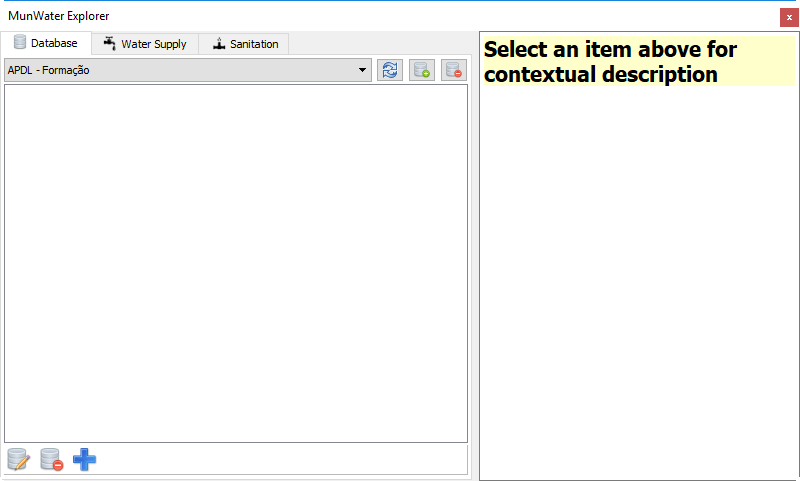 MunWater Explorer
x
Database
Water Supply
Sanitation
APDL - Formação
Select an item above for
contextual description